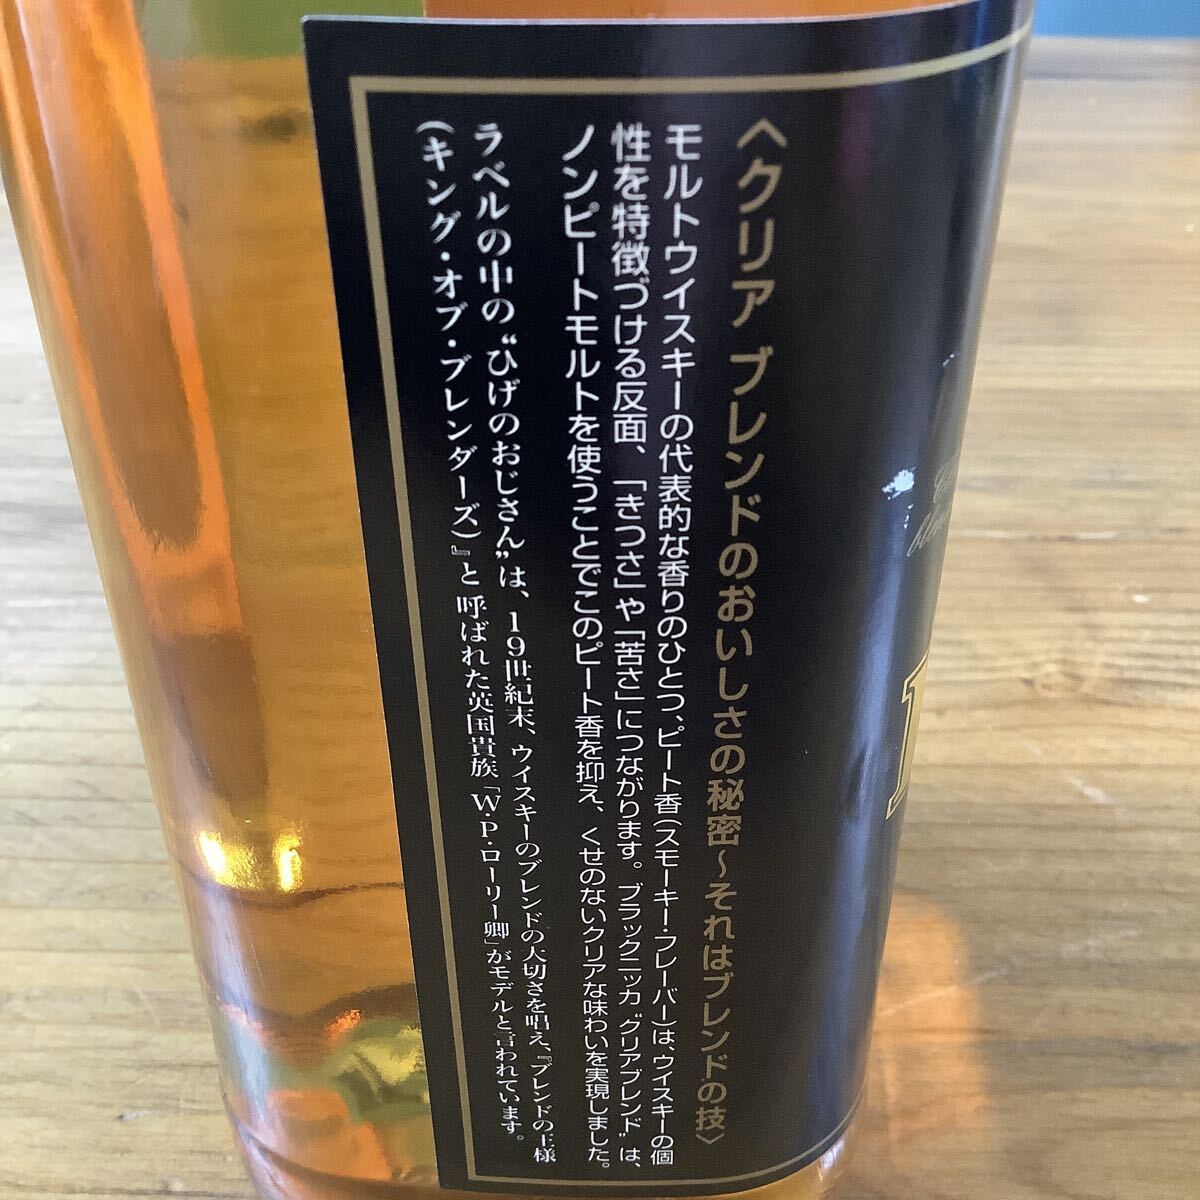 〈クリア ブレンドのおいしさの秘密～それはブレンドの技〉
モルトウイスキーの代表的な香りのひとつ、ピート香(スモーキー・フレーバー)は、ウイスキーの個
性を特徴づける反面、「きつさ」や「苦さ」につながります。ブラックニッカ“クリアブレンド”は、
ノンピートモルトを使うことでこのピート香を抑え、くせのないクリアな味わいを実現しました。
ラベルの中の“ひげのおじさん”は、19世紀末、ウイスキーのブレンドの大切さを唱え、『ブレンドの王様
(キング・オブ・ブレンダーズ)』と呼ばれた英国貴族「W・P・ローリー卿」がモデルと言われています。